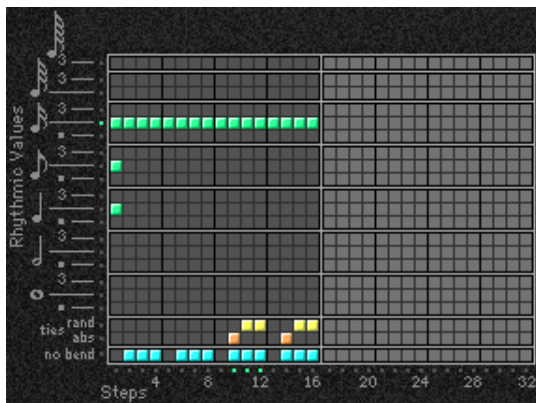 3
3
3
3
3
3
Rhythmic Values
ties rand
abs
no bend
4 8 12 16 20 24 28 32
Steps